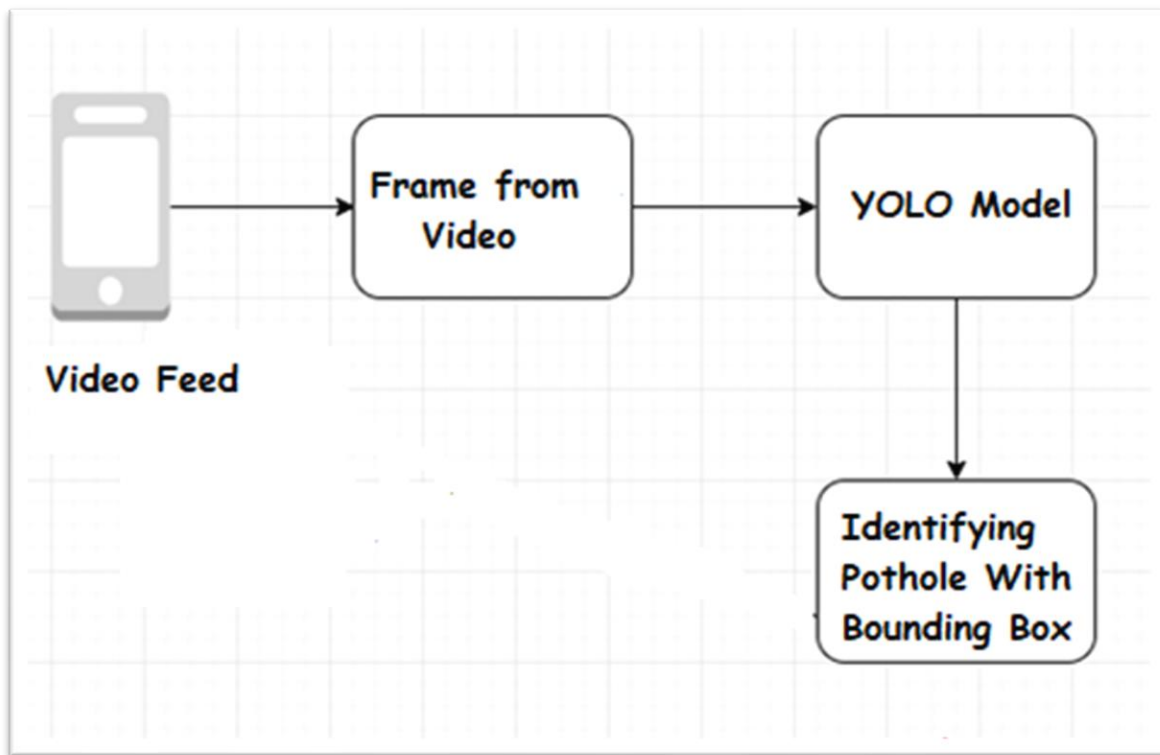 Frame from
Video
YOLO Model
Video Feed
Identifying
Pothole With
Bounding Box